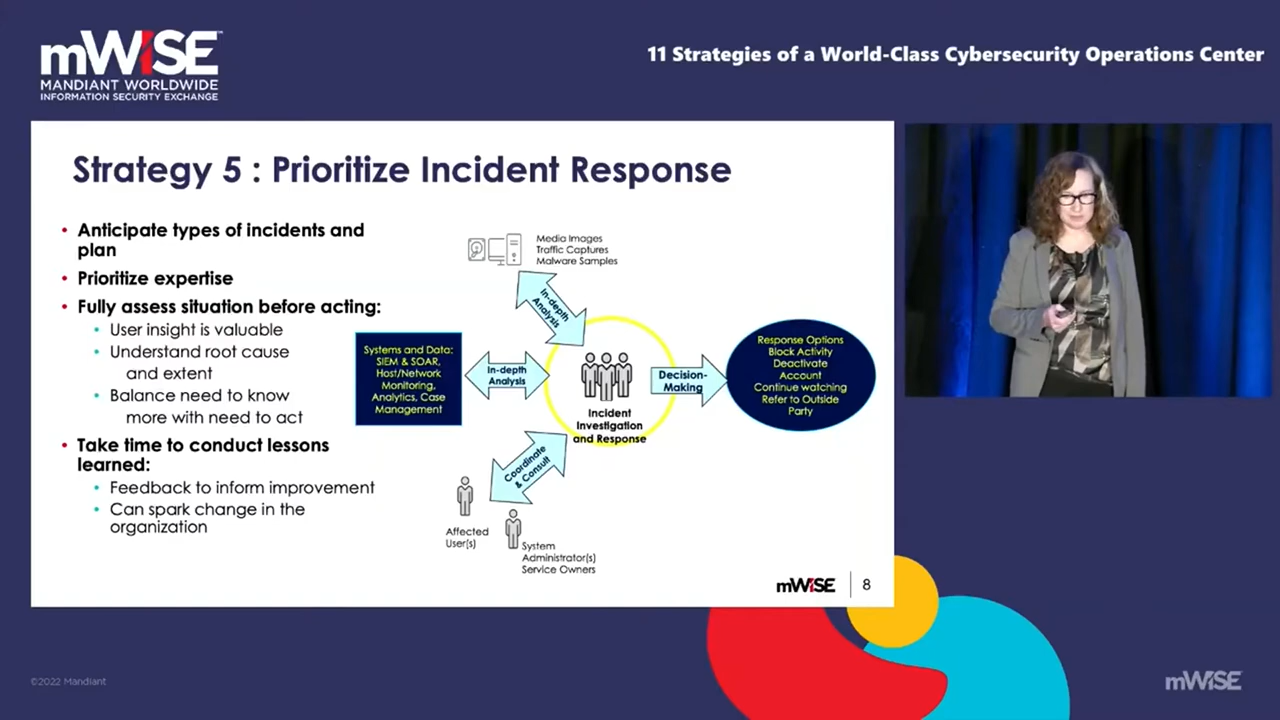 mWISE™
MANDIANT WORLDWIDE
INFORMATION SECURITY EXCHANGE
11 Strategies of a World-Class Cybersecurity Operations Center
Strategy 5 : Prioritize Incident Response
• Anticipate types of incidents and
plan
• Prioritize expertise
• Fully assess situation before acting:
• User insight is valuable
• Understand root cause
and extent
• Balance need to know
more with need to act
• Take time to conduct lessons
learned:
• Feedback to inform improvement
• Can spark change in the
organization
Media Images
Traffic Captures
Malware Samples
In-depth
Analysis
Systems and Data:
SIEM & SOAR,
Host/Network
Monitoring,
Analytics, Case
Management
In-depth
Analysis
Incident
Investigation
and Response
Decision-
Making
Response Options
Block Activity
Deactivate
Account
Continue watching
Refer to Outside
Party
Coordinate
& Consult
Affected
User(s)
System
Administrator(s)
Service Owners
mWISE
8
©2022 Mandiant
mWISE